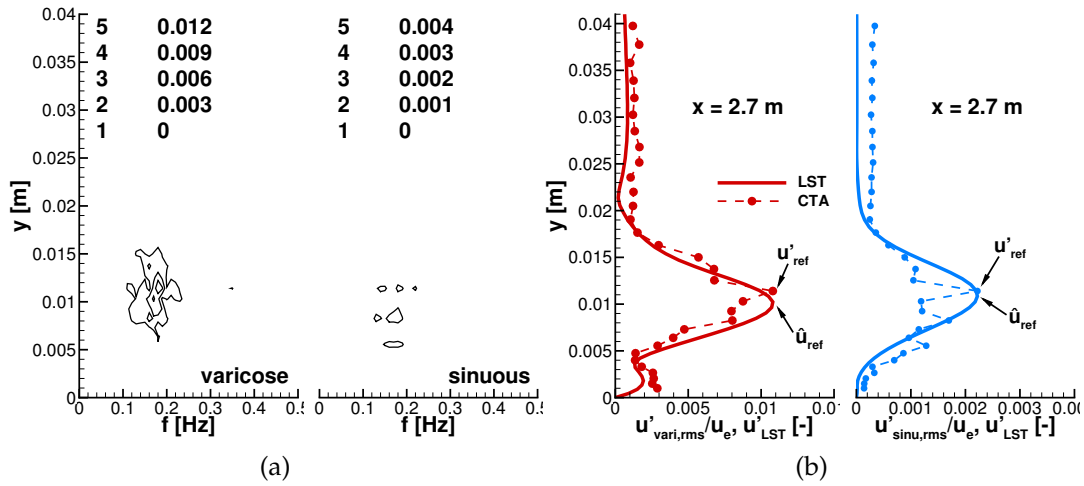 0.04
0.035
0.03
0.025
0.02
0.015
0.01
0.005
0
y [m]
5 0.012
4 0.009
3 0.006
2 0.003
1 0
varicose
0 0.1 0.2 0.3 0.4 0.5
f [Hz]
5 0.004
4 0.003
3 0.002
2 0.001
1 0
sinuous
0.1 0.2 0.3 0.4 0.5
f [Hz]
(a)
0.04
0.035
0.03
0.025
0.02
0.015
0.01
0.005
0
y [m]
x = 2.7 m
LST
CTA
u'ref
ûref
0 0.005 0.01
u'vari,rms/ue, u'LST [-]
x = 2.7 m
u'ref
ûref
0.001 0.002 0.003
u'sinu,rms/ue, u'LST [-]
(b)